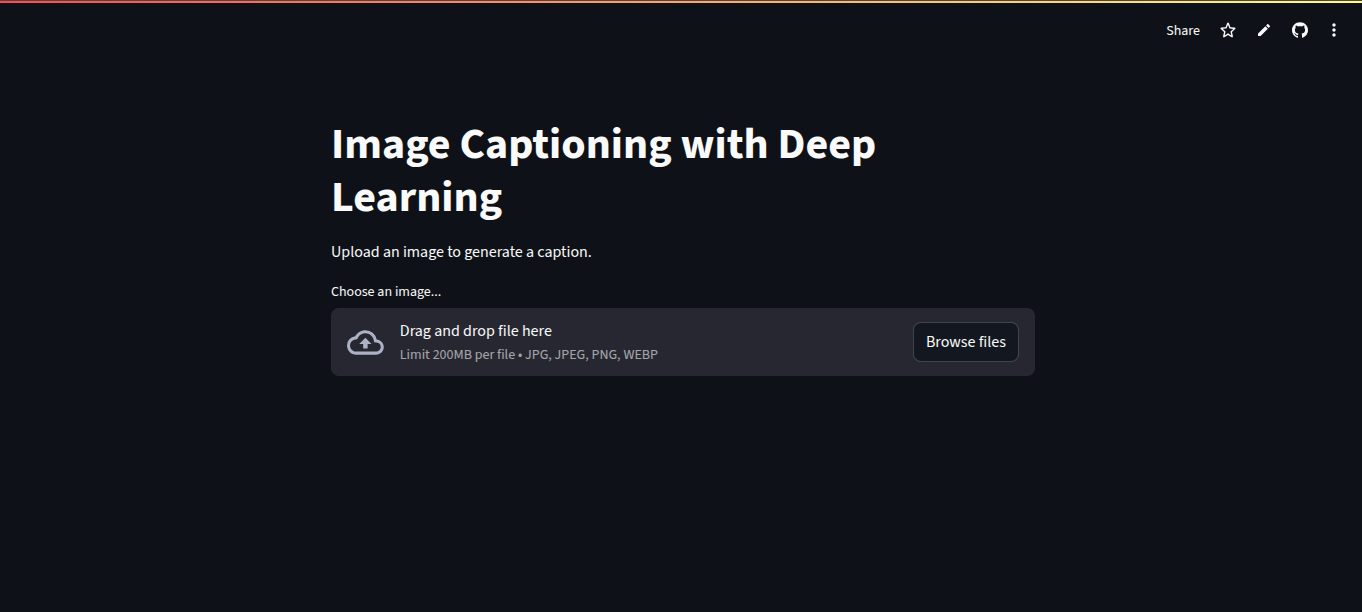 Share
Image Captioning with Deep
Learning
Upload an image to generate a caption.
Choose an image...
Drag and drop file here
Limit 200MB per file • JPG, JPEG, PNG, WEBP
Browse files